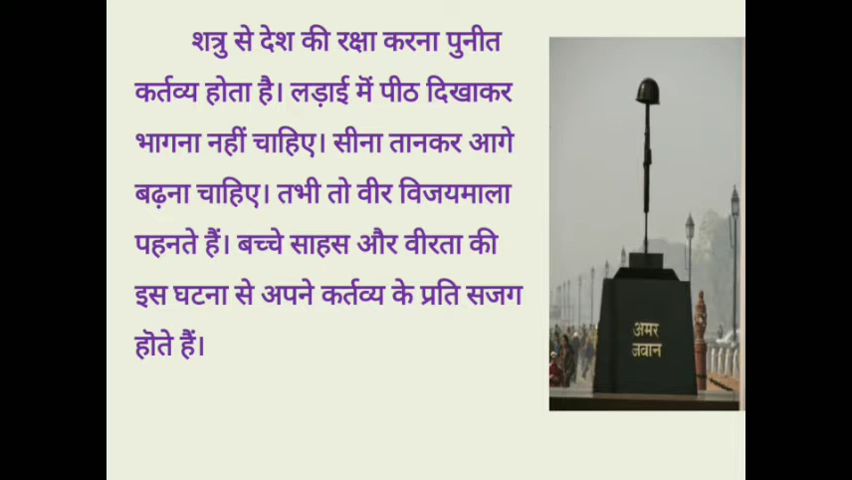 शत्रु से देश की रक्षा करना पुनीत
कर्तव्य होता है। लड़ाई में पीठ दिखाकर
भागना नहीं चाहिए। सीना तानकर आगे
बढ़ना चाहिए। तभी तो वीर विजयमाला
पहनते हैं। बच्चे साहस और वीरता की
इस घटना से अपने कर्तव्य के प्रति सजग
हॊते हैं।
अमर
जवान